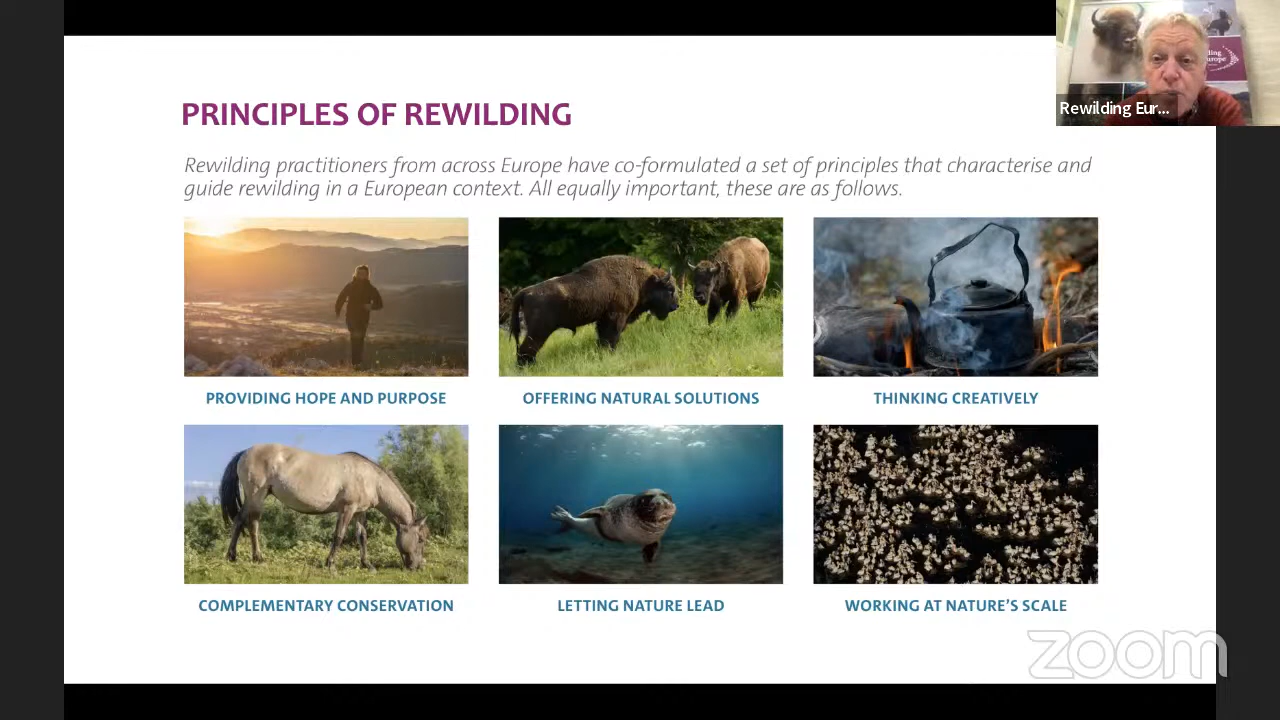 PRINCIPLES OF REWILDING
Rewilding practitioners from across Europe have co-formulated a set of principles that characterise and
guide rewilding in a European context. All equally important, these are as follows.
PROVIDING HOPE AND PURPOSE
OFFERING NATURAL SOLUTIONS
THINKING CREATIVELY
COMPLEMENTARY CONSERVATION
LETTING NATURE LEAD
WORKING AT NATURE'S SCALE
Rewilding Eur...
zoom